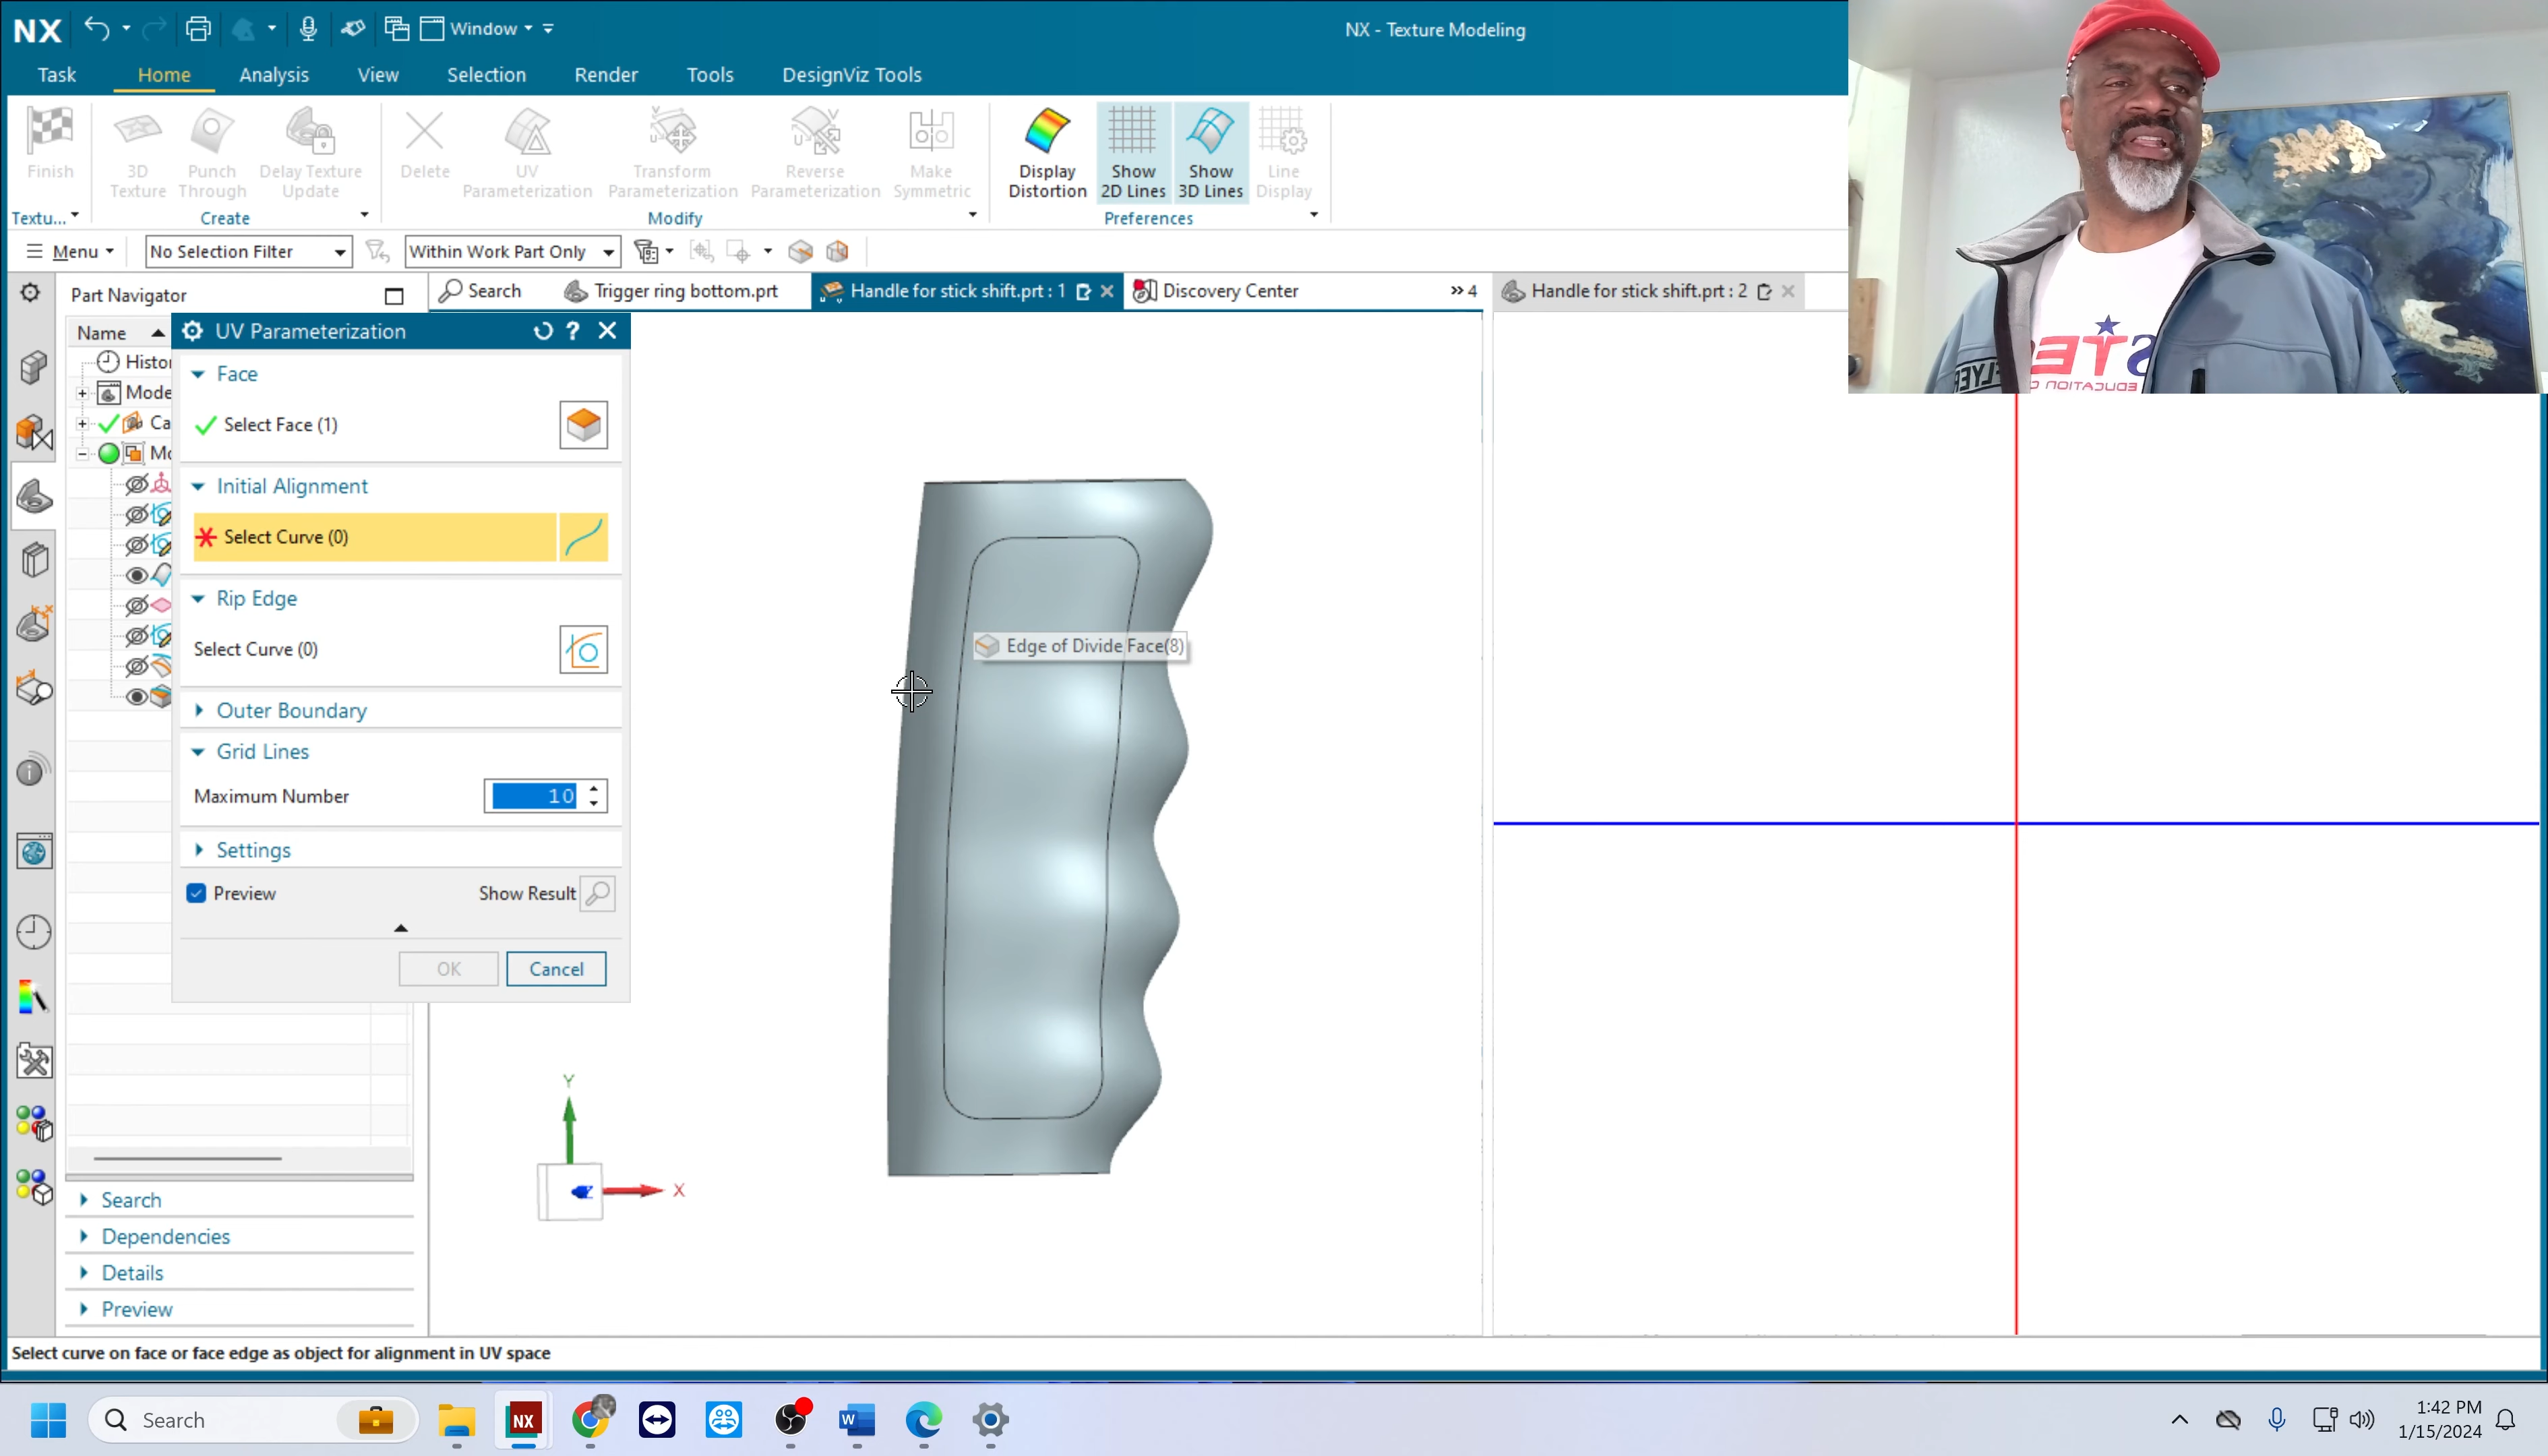 NX
Window
NX - Texture Modeling
Task Home Analysis View Selection Render Tools DesignViz Tools
Finish
3D Texture
Punch Through
Delay Texture Update
Delete
UV Parameterization
Transform Parameterization
Reverse Parameterization
Make Symmetric
Display Distortion
Show 2D Lines
Show 3D Lines
Line Display
Textu... Create Modify Preferences
Menu No Selection Filter Within Work Part Only
Part Navigator
Search Trigger ring bottom.prt Handle for stick shift.prt : 1 Discovery Center 4 Handle for stick shift.prt : 2
Name
Histo
Mode
Ca
Mo
UV Parameterization ?
Face
Select Face (1)
Initial Alignment
* Select Curve (0)
Rip Edge
Select Curve (0)
Outer Boundary
Grid Lines
Maximum Number 10
Settings
Preview Show Result
OK Cancel
Edge of Divide Face(8)
Y
Z
X
Search
Dependencies
Details
Preview
Select curve on face or face edge as object for alignment in UV space
Search
NX
W
1:42 PM
1/15/2024